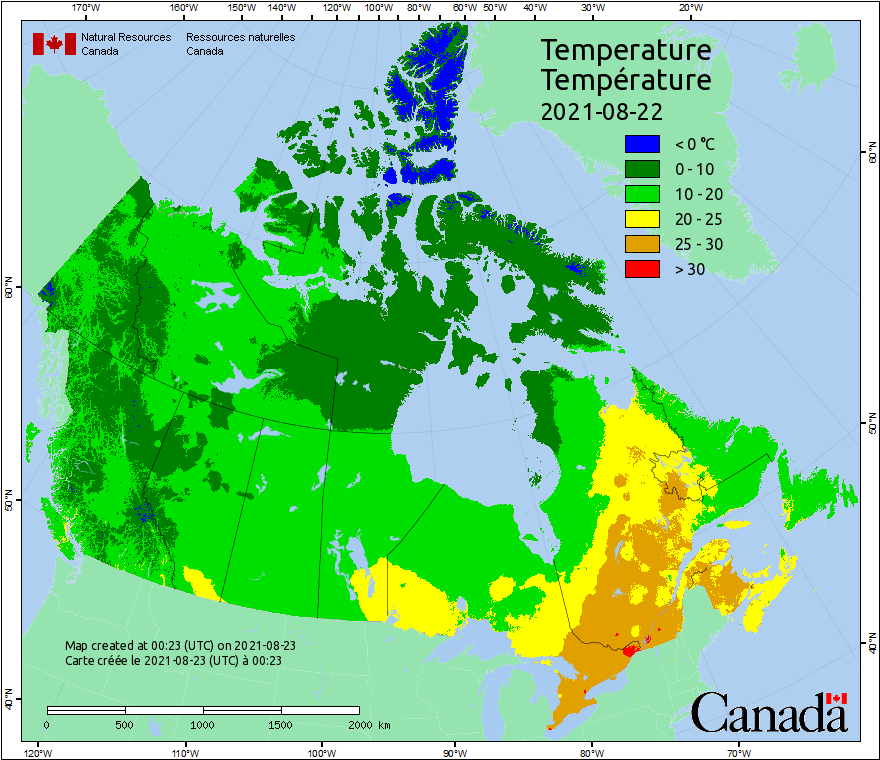 170°W 160°W 150°W 140°W 130°W 120°W 110°W 100°W 80°W 60°W 50°W 40°W 30°W 20°W
Natural Resources Ressources naturelles
Canada Canada
Temperature
Température
2021-08-22
< 0 °C
0 - 10
10 - 20
20 - 25
25 - 30
> 30
60°N
60°N
50°N
50°N
40°N
40°N
Map created at 00:23 (UTC) on 2021-08-23
Carte créée le 2021-08-23 (UTC) à 00:23
0 500 1000 1500 2000 km
Canada
120°W 110°W 100°W 90°W 80°W 70°W